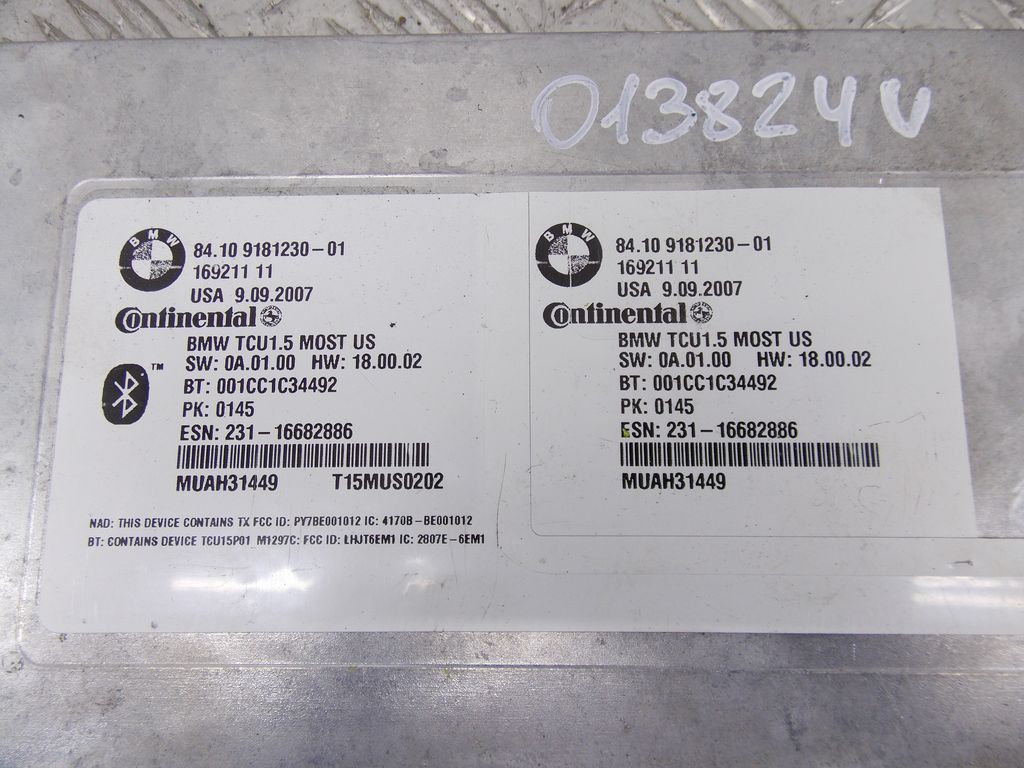 013824V
BMW
84.10 9181230-01
169211 11
USA 9.09.2007
Continental
BMW TCU1.5 MOST US
SW: 0A.01.00 HW: 18.00.02
™
BT: 001CC1C34492
PK: 0145
ESN: 231-16682886
MUAH31449 T15MUS0202
NAD: THIS DEVICE CONTAINS TX FCC ID: PY7BE001012 IC: 4170B-BE001012
BT: CONTAINS DEVICE TCU15P01_M1297C: FCC ID: LHJT6EM1 IC: 2807E-6EM1
BMW
84.10 9181230-01
169211 11
USA 9.09.2007
Continental
BMW TCU1.5 MOST US
SW: 0A.01.00 HW: 18.00.02
BT: 001CC1C34492
PK: 0145
ESN: 231-16682886
MUAH31449